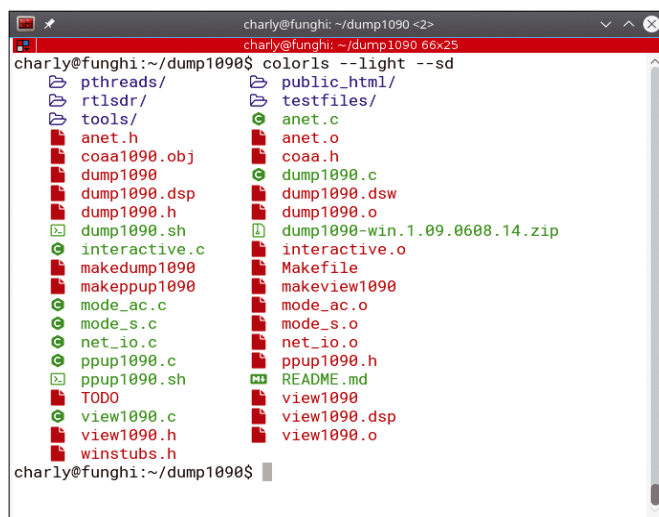 charly@funghi: ~/dump1090 <2>
charly@funghi: ~/dump1090 66x25
charly@funghi:~/dump1090$ colorls --light --sd
pthreads/ public_html/
rtlsdr/ testfiles/
tools/ anet.c
anet.h anet.o
coaa1090.obj coaa.h
dump1090 dump1090.c
dump1090.dsp dump1090.dsw
dump1090.h dump1090.o
dump1090.sh dump1090-win.1.09.0608.14.zip
interactive.c interactive.o
makedump1090 Makefile
makeppup1090 makeview1090
mode_ac.c mode_ac.o
mode_s.c mode_s.o
net_io.c net_io.o
ppup1090.c ppup1090.h
ppup1090.sh README.md
TODO view1090
view1090.c view1090.dsp
view1090.h view1090.o
winstubs.h
charly@funghi:~/dump1090$